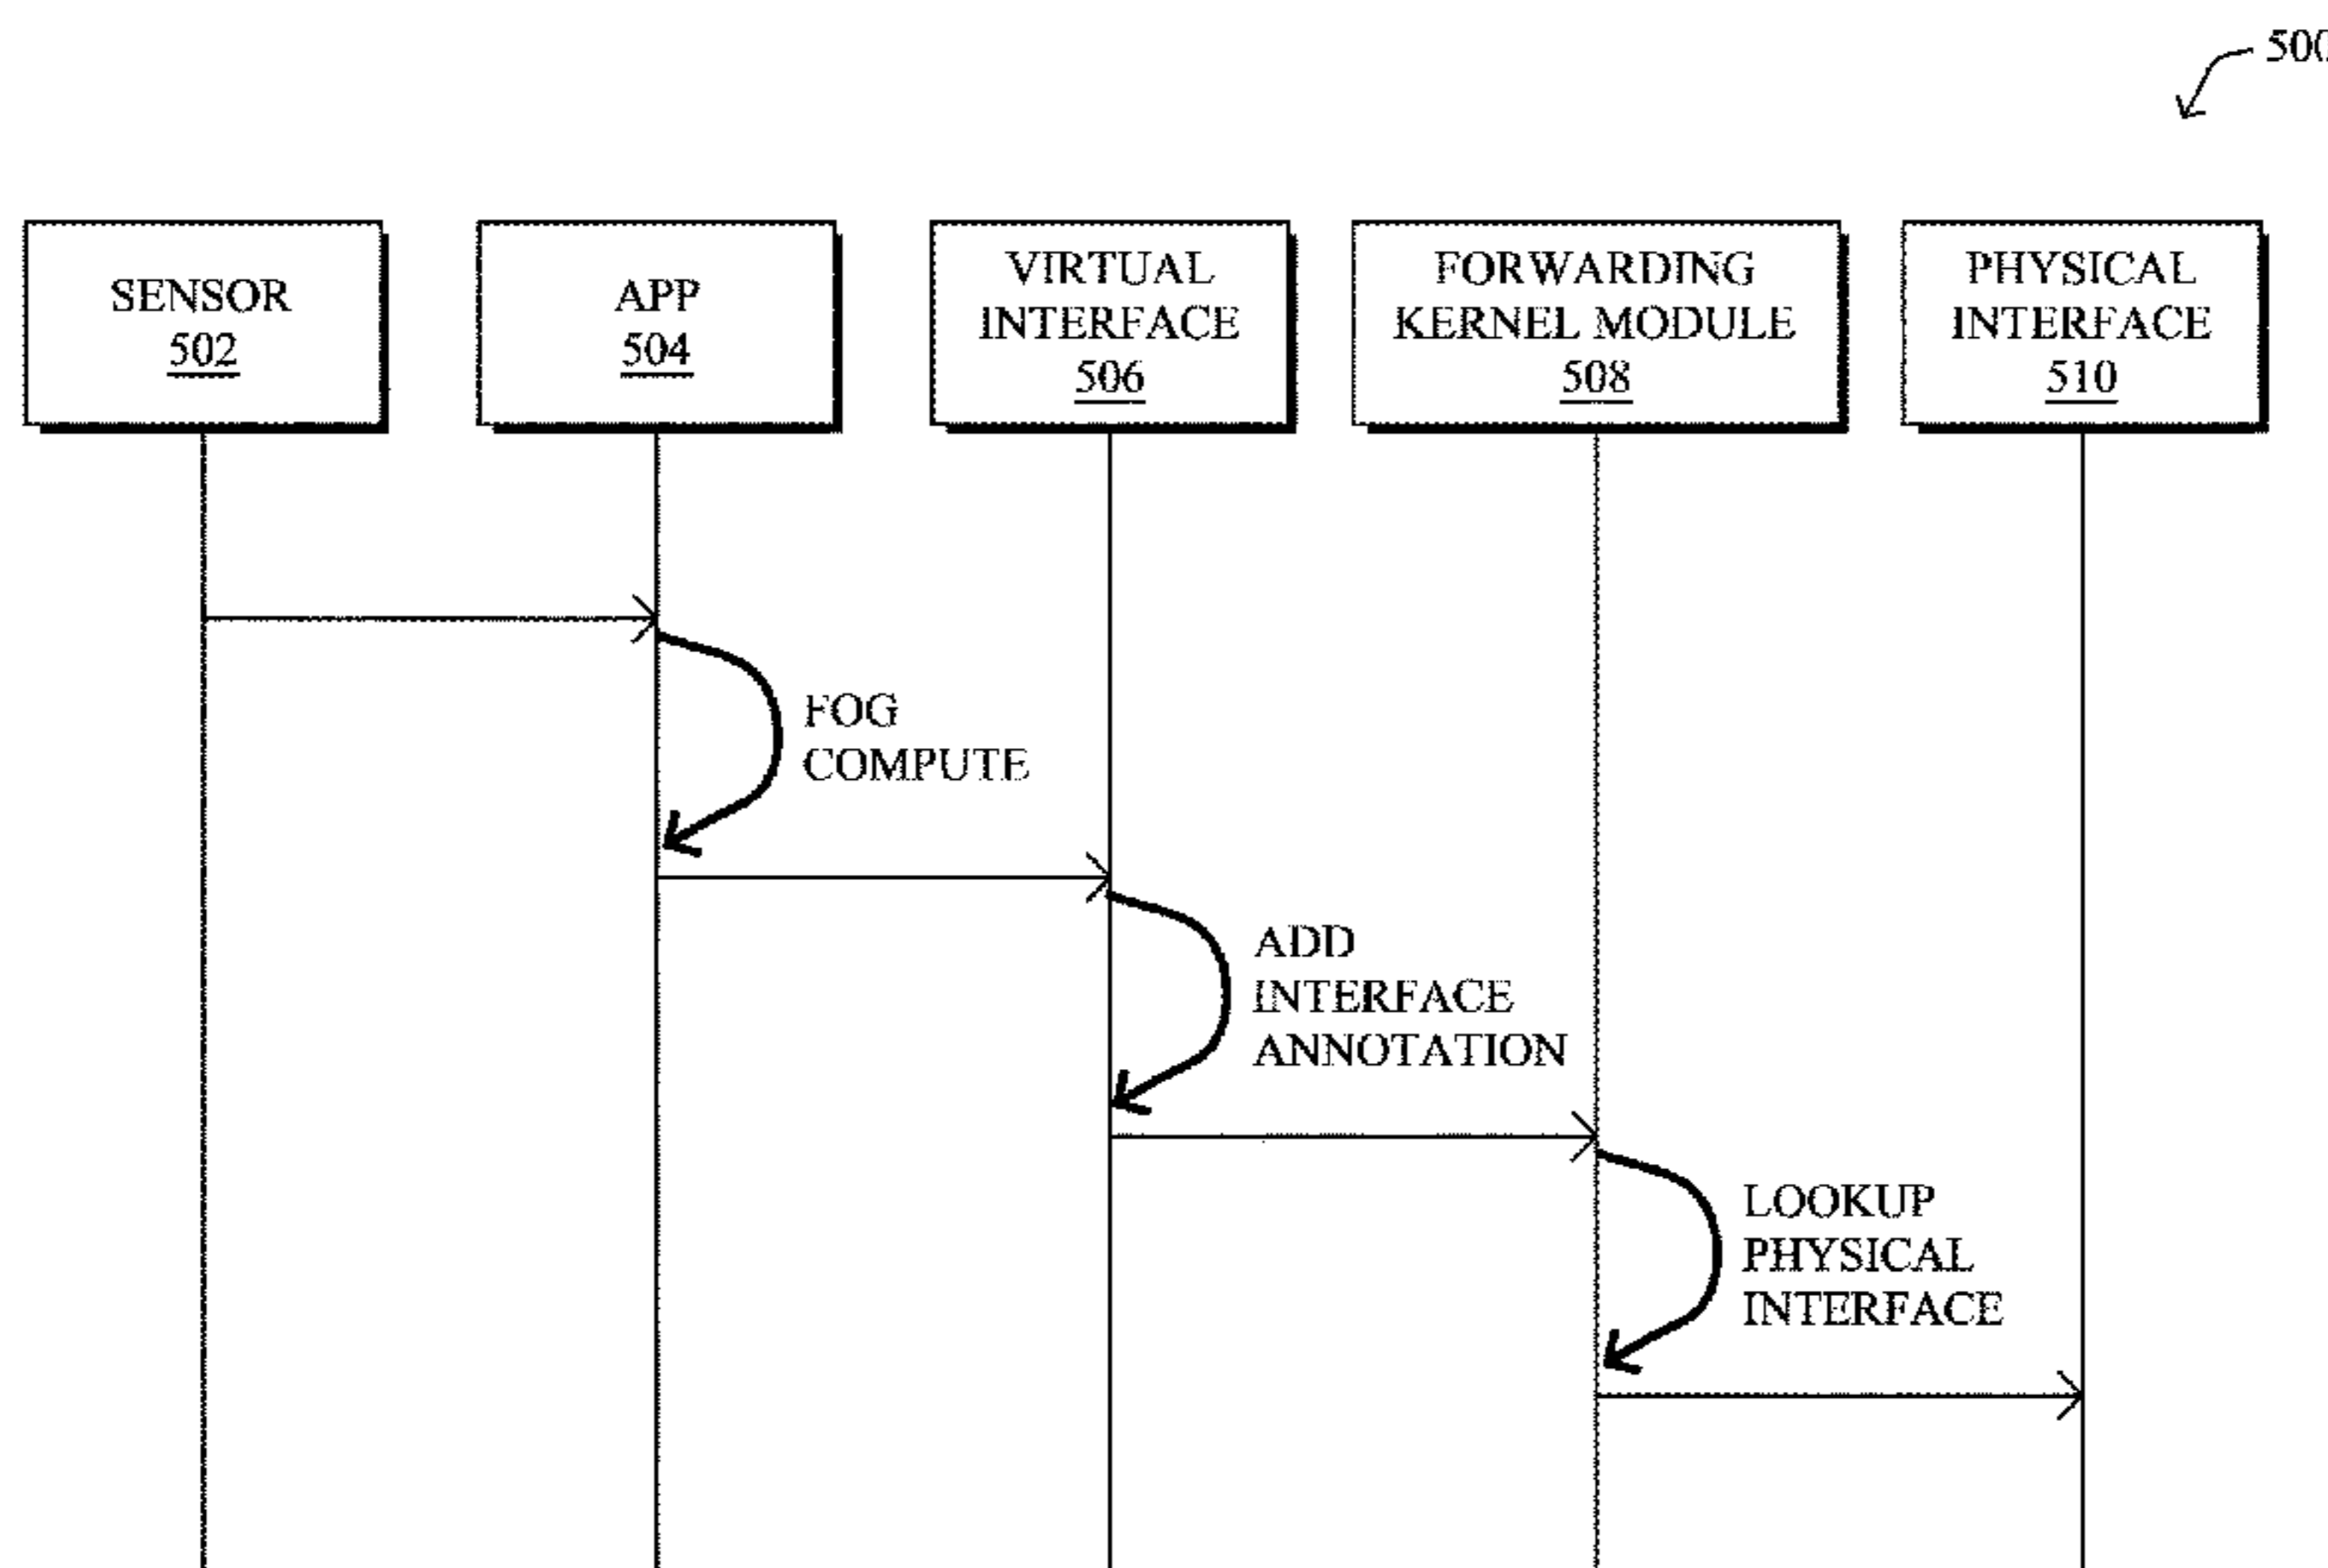 500
SENSOR
502
APP
504
VIRTUAL
INTERFACE
506
FORWARDING
KERNEL MODULE
508
PHYSICAL
INTERFACE
510
FOG
COMPUTE
ADD
INTERFACE
ANNOTATION
LOOKUP
PHYSICAL
INTERFACE